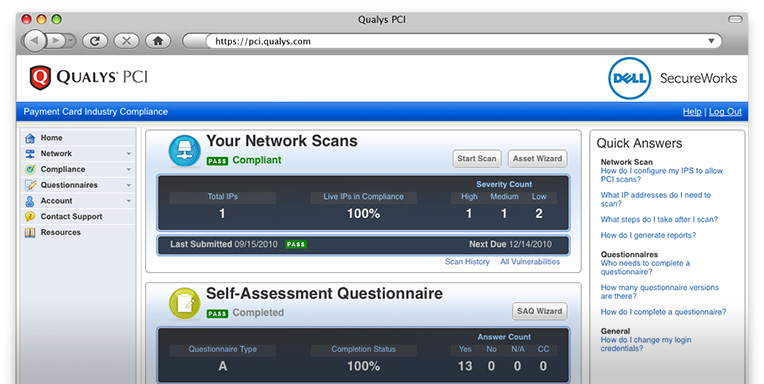 Qualys PCI
https://pci.qualys.com
QUALYS PCI
DELL SecureWorks
Payment Card Industry Compliance
Help | Log Out
Home
Network
Compliance
Questionnaires
Account
Contact Support
Resources
Your Network Scans
PASS Compliant
Start Scan Asset Wizard
Severity Count
Total IPs Live IPs in Compliance High Medium Low
1 100% 1 1 2
Last Submitted 09/15/2010 PASS Next Due 12/14/2010
Scan History All Vulnerabilities
Self-Assessment Questionnaire
PASS Completed
SAQ Wizard
Answer Count
Questionnaire Type Completion Status Yes No N/A CC
A 100% 13 0 0 0
Quick Answers
Network Scan
How do I configure my IPS to allow
PCI scans?
What IP addresses do I need to
scan?
What steps do I take after I scan?
How do I generate reports?
Questionnaires
Who needs to complete a
questionnaire?
How many questionnaire versions
are there?
How do I complete a questionnaire?
General
How do I change my login
credentials?